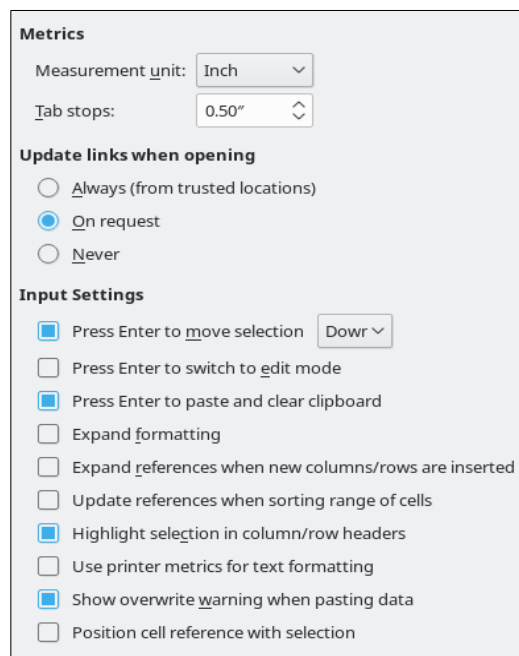 Metrics
Measurement unit: Inch
Tab stops: 0.50″
Update links when opening
Always (from trusted locations)
On request
Never
Input Settings
Press Enter to move selection Dowr
Press Enter to switch to edit mode
Press Enter to paste and clear clipboard
Expand formatting
Expand references when new columns/rows are inserted
Update references when sorting range of cells
Highlight selection in column/row headers
Use printer metrics for text formatting
Show overwrite warning when pasting data
Position cell reference with selection